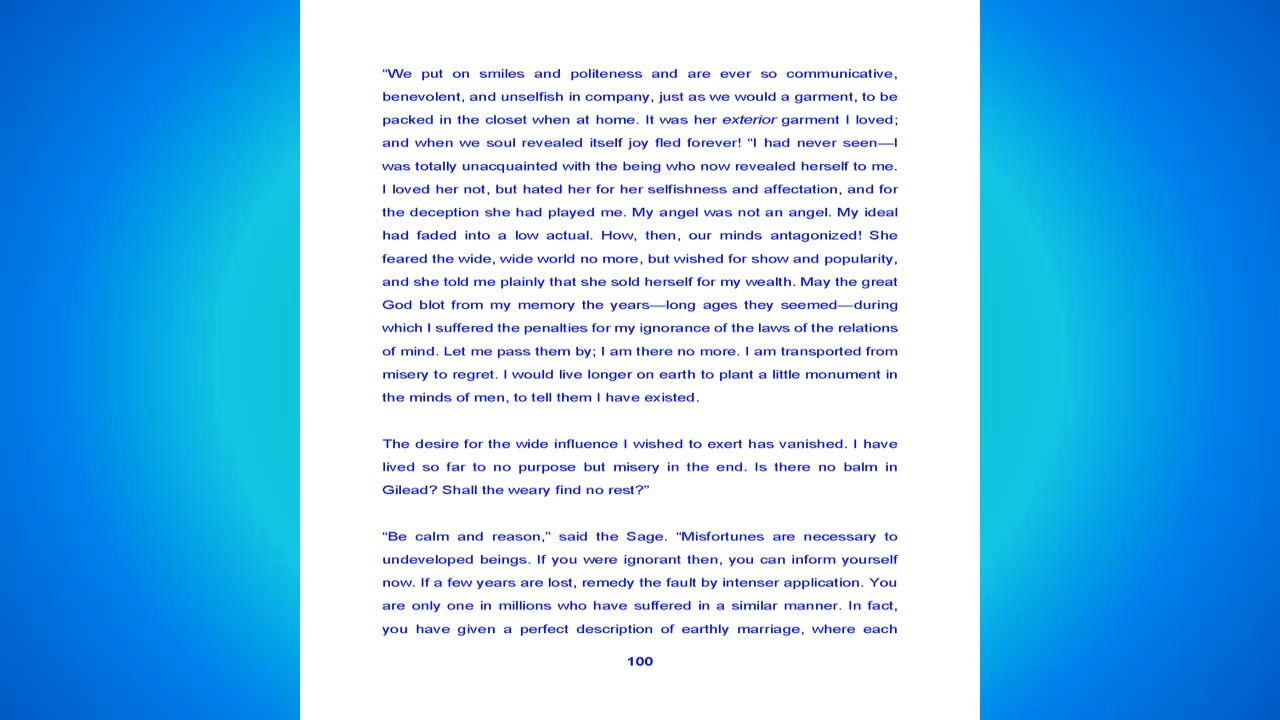 “We put on smiles and politeness and are ever so communicative,
benevolent, and unselfish in company, just as we would a garment, to be
packed in the closet when at home. It was her exterior garment I loved;
and when we soul revealed itself joy fled forever! “I had never seen—I
was totally unacquainted with the being who now revealed herself to me.
I loved her not, but hated her for her selfishness and affectation, and for
the deception she had played me. My angel was not an angel. My ideal
had faded into a low actual. How, then, our minds antagonized! She
feared the wide, wide world no more, but wished for show and popularity,
and she told me plainly that she sold herself for my wealth. May the great
God blot from my memory the years—long ages they seemed—during
which I suffered the penalties for my ignorance of the laws of the relations
of mind. Let me pass them by; I am there no more. I am transported from
misery to regret. I would live longer on earth to plant a little monument in
the minds of men, to tell them I have existed.
The desire for the wide influence I wished to exert has vanished. I have
lived so far to no purpose but misery in the end. Is there no balm in
Gilead? Shall the weary find no rest?”
“Be calm and reason,” said the Sage. “Misfortunes are necessary to
undeveloped beings. If you were ignorant then, you can inform yourself
now. If a few years are lost, remedy the fault by intenser application. You
are only one in millions who have suffered in a similar manner. In fact,
you have given a perfect description of earthly marriage, where each
100